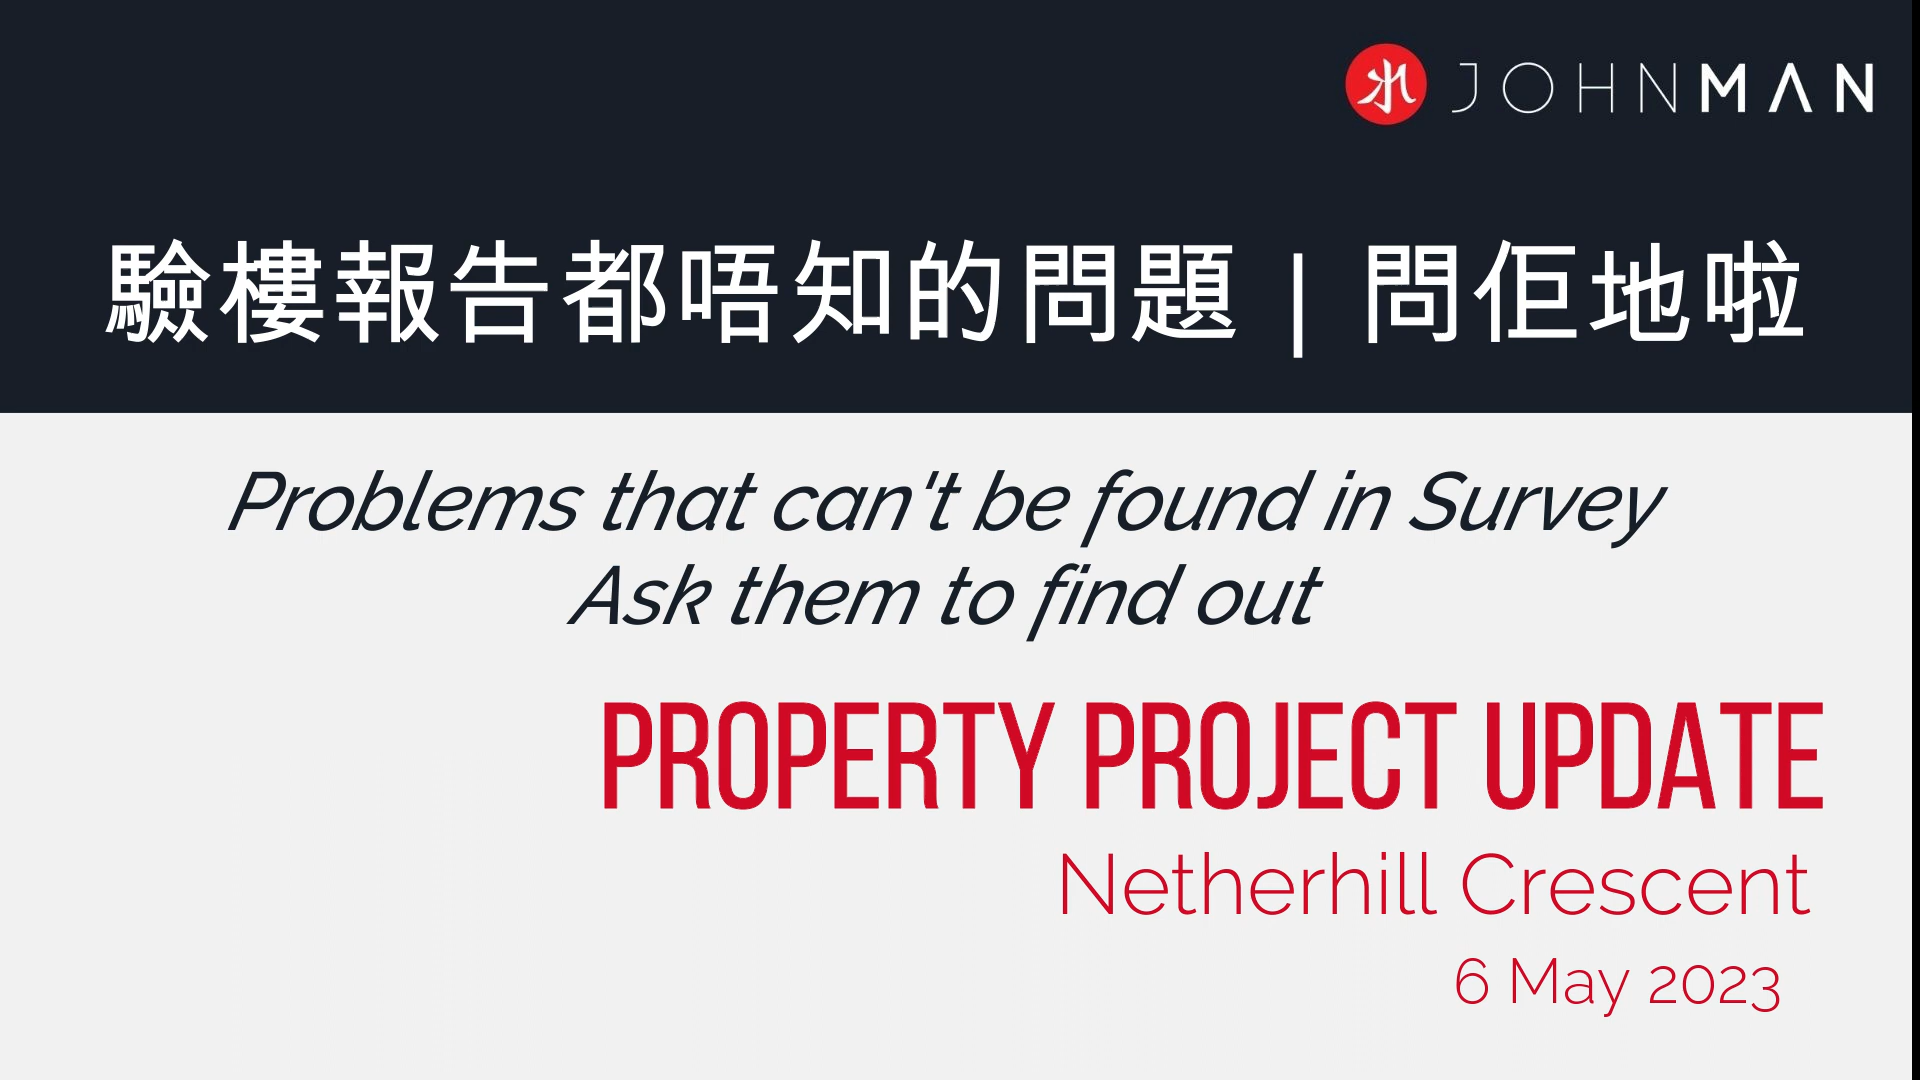 JOHNMAN
驗樓報告都唔知的問題 | 問佢地啦
Problems that can't be found in Survey
Ask them to find out
PROPERTY PROJECT UPDATE
Netherhill Crescent
6 May 2023